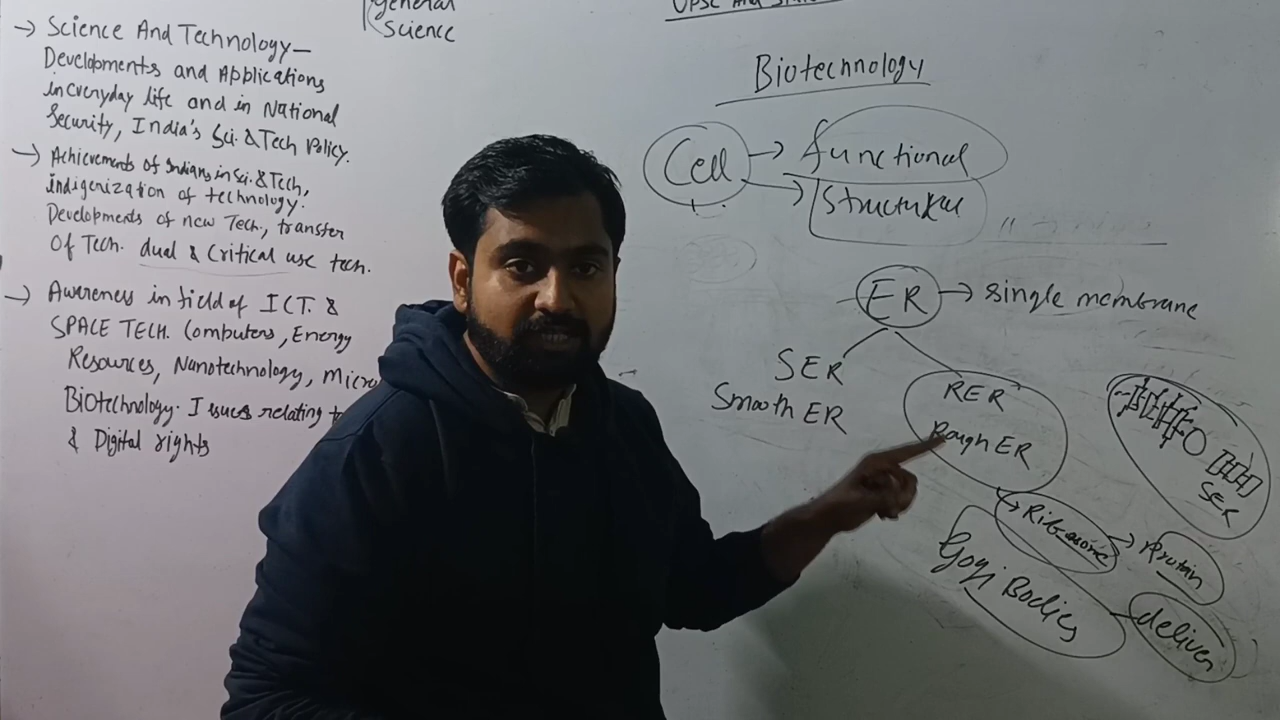 general
science
→ Science And Technology—
Developments and Applications
in everyday life and in National
Security, India's Sci. & Tech Policy.
→ Achievements of Indians in Sci. & Tech,
indigenization of technology.
Developments of new Tech., transfer
Of Tech. dual & Critical use tech.
→ Awareness in field of ICT. &
SPACE TECH. Computers, Energy
Resources, Nanotechnology, Micro
Biotechnology. Issues relating
& Digital rights
UPSC And
Biotechnology
Cell → functional
→ Structural
ER → single membrane
SER
Smooth ER
RER
Rough ER
SER
→ Ribosome → Protein
Gogi Bodies
deliver